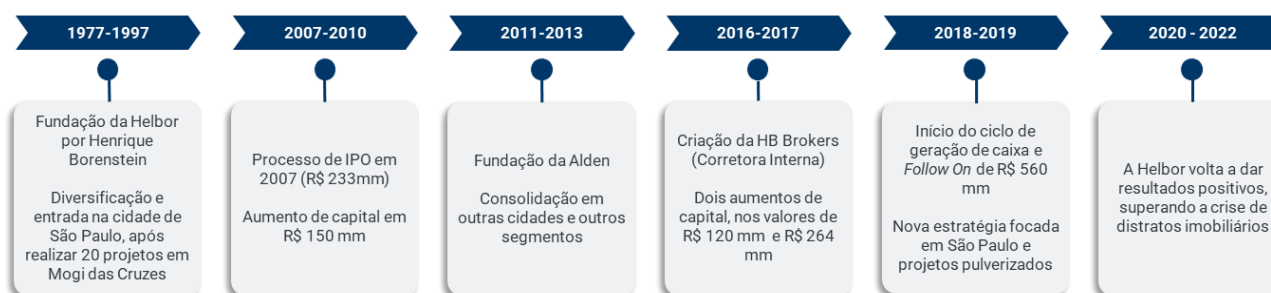 1977-1997
Fundação da Helbor
por Henrique
Borenstein
Diversificação e
entrada na cidade de
São Paulo, após
realizar 20 projetos em
Mogi das Cruzes
2007-2010
Processo de IPO em
2007 (R$ 233mm)
Aumento de capital em
R$ 150 mm
2011-2013
Fundação da Alden
Consolidação em
outras cidades e outros
segmentos
2016-2017
Criação da HB Brokers
(Corretora Interna)
Dois aumentos de
capital, nos valores de
R$ 120 mm e R$ 264
mm
2018-2019
Início do ciclo de
geração de caixa e
Follow On de R$ 560
mm
Nova estratégia focada
em São Paulo e
projetos pulverizados
2020 - 2022
A Helbor volta a dar
resultados positivos,
superando a crise de
distratos imobiliários